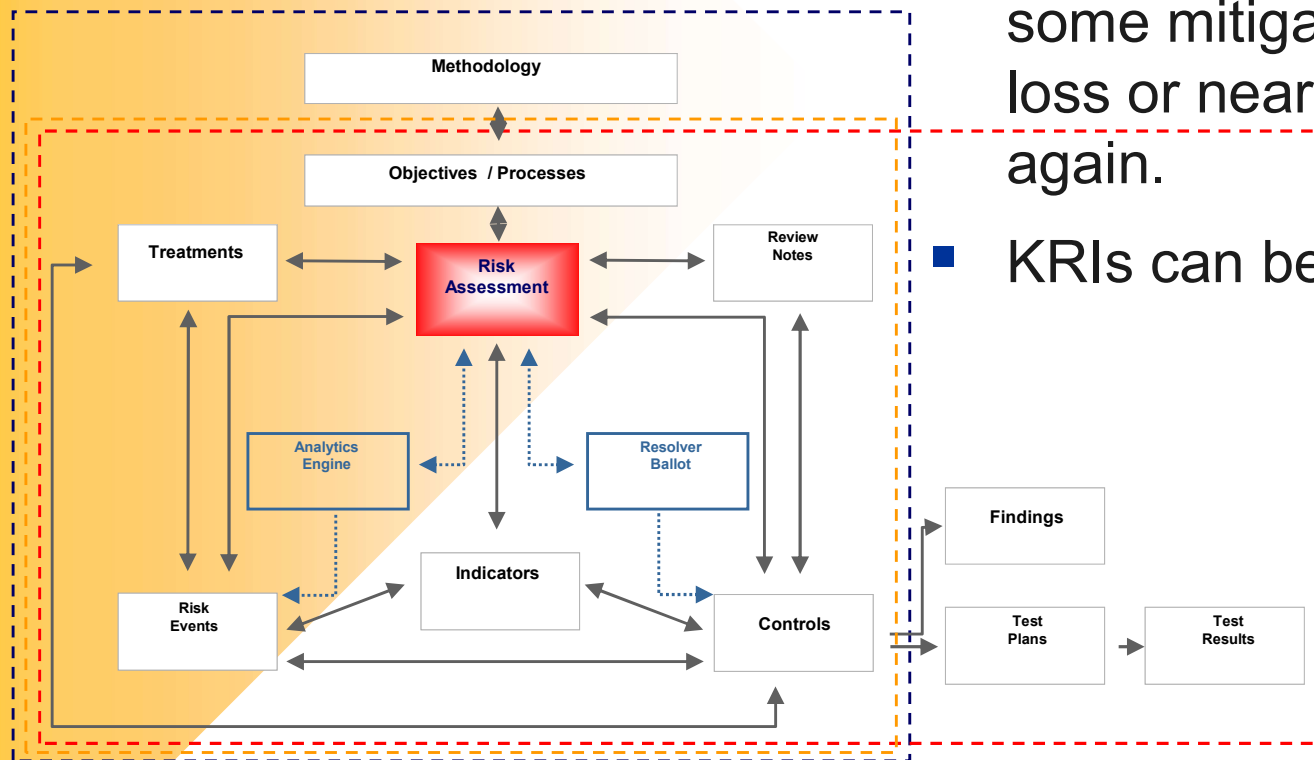 some mitiga
loss or near
again.
KRIs can be
Methodology
Objectives / Processes
Treatments
Risk
Assessment
Review
Notes
Analytics
Engine
Resolver
Ballot
Indicators
Risk
Events
Controls
Findings
Test
Plans
Test
Results